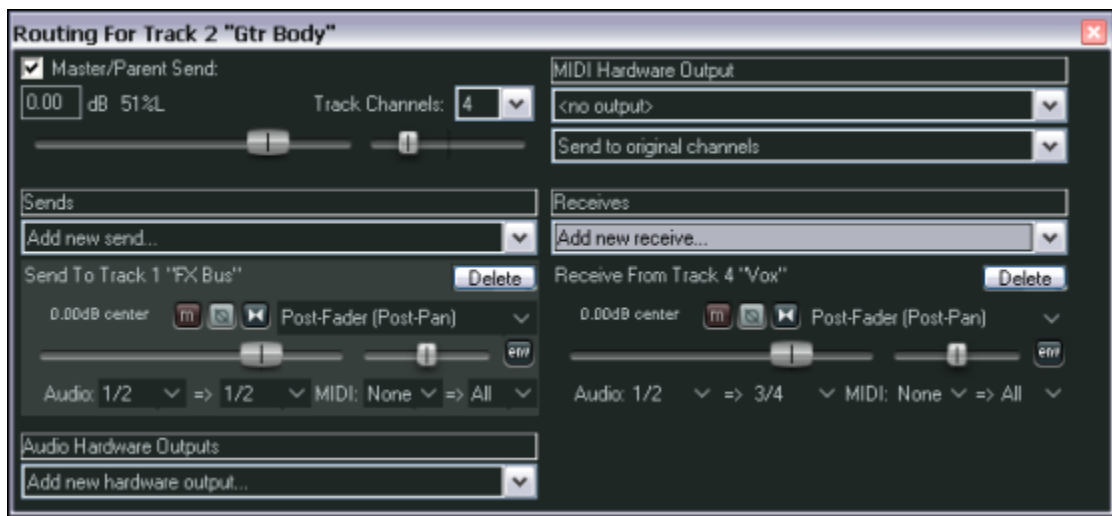 Routing For Track 2 "Gtr Body"
Master/Parent Send:
0.00 dB 51%L Track Channels: 4
MIDI Hardware Output
<no output>
Send to original channels
Sends
Add new send...
Send To Track 1 "FX Bus" Delete
0.00dB center m Post-Fader (Post-Pan)
env
Audio: 1/2 => 1/2 MIDI: None => All
Audio Hardware Outputs
Add new hardware output...
Receives
Add new receive...
Receive From Track 4 "Vox" Delete
0.00dB center m Post-Fader (Post-Pan)
env
Audio: 1/2 => 3/4 MIDI: None => All